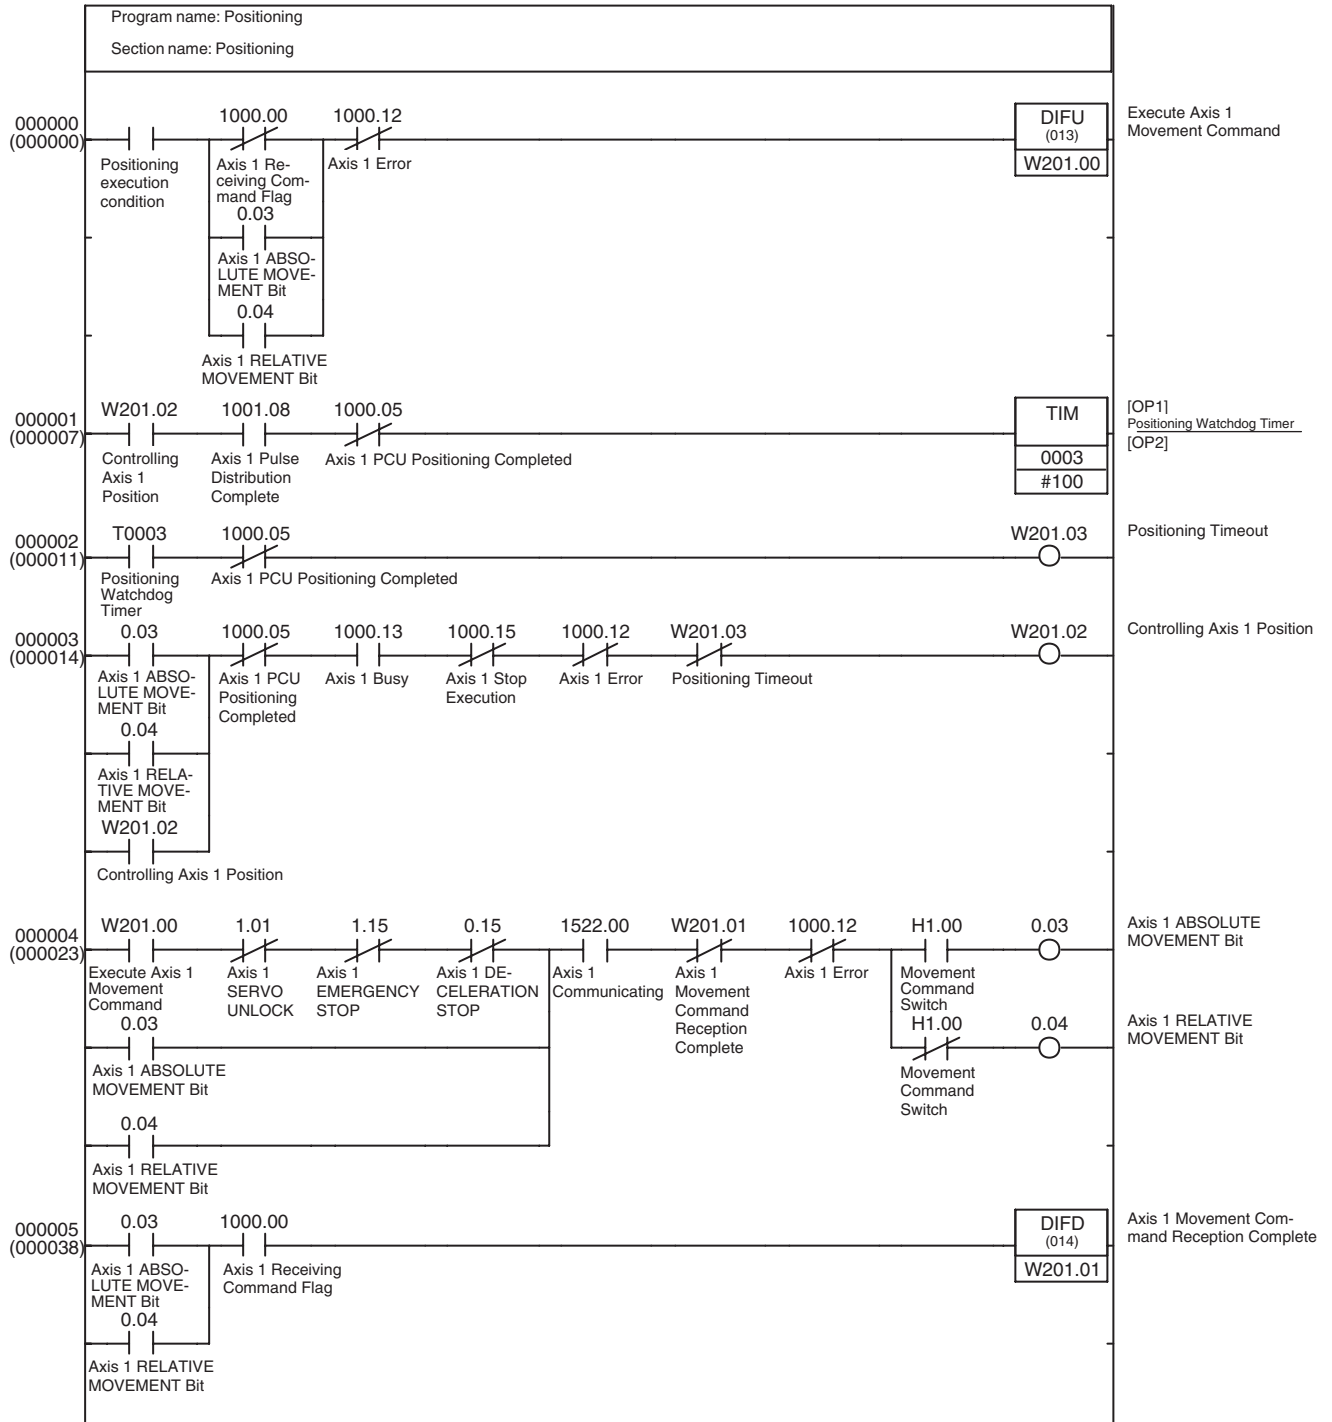 Program name: Positioning
Section name: Positioning
000000
(000000)
1000.00
1000.12
DIFU
(013)
W201.00
Execute Axis 1
Movement Command
Positioning
execution
condition
Axis 1 Re-
ceiving Com-
mand Flag
Axis 1 Error
0.03
Axis 1 ABSO-
LUTE MOVE-
MENT Bit
0.04
Axis 1 RELATIVE
MOVEMENT Bit
000001
(000007)
W201.02
1001.08
1000.05
TIM
0003
#100
[OP1]
Positioning Watchdog Timer
[OP2]
Controlling
Axis 1
Position
Axis 1 Pulse
Distribution
Complete
Axis 1 PCU Positioning Completed
000002
(000011)
T0003
1000.05
W201.03
Positioning Timeout
Positioning
Watchdog
Timer
Axis 1 PCU Positioning Completed
000003
(000014)
0.03
1000.05
1000.13
1000.15
1000.12
W201.03
W201.02
Controlling Axis 1 Position
Axis 1 ABSO-
LUTE MOVE-
MENT Bit
Axis 1 PCU
Positioning
Completed
Axis 1 Busy
Axis 1 Stop
Execution
Axis 1 Error
Positioning Timeout
0.04
Axis 1 RELA-
TIVE MOVE-
MENT Bit
W201.02
Controlling Axis 1 Position
000004
(000023)
W201.00
1.01
1.15
0.15
1522.00
W201.01
1000.12
H1.00
0.03
Axis 1 ABSOLUTE
MOVEMENT Bit
Execute Axis 1
Movement
Command
Axis 1
SERVO
UNLOCK
Axis 1
EMERGENCY
STOP
Axis 1 DE-
CELERATION
STOP
Axis 1
Communicating
Axis 1
Movement
Command
Reception
Complete
Axis 1 Error
Movement
Command
Switch
0.03
Axis 1 ABSOLUTE
MOVEMENT Bit
H1.00
0.04
Axis 1 RELATIVE
MOVEMENT Bit
Movement
Command
Switch
0.04
Axis 1 RELATIVE
MOVEMENT Bit
000005
(000038)
0.03
1000.00
DIFD
(014)
W201.01
Axis 1 Movement Com-
mand Reception Complete
Axis 1 ABSO-
LUTE MOVE-
MENT Bit
Axis 1 Receiving
Command Flag
0.04
Axis 1 RELATIVE
MOVEMENT Bit